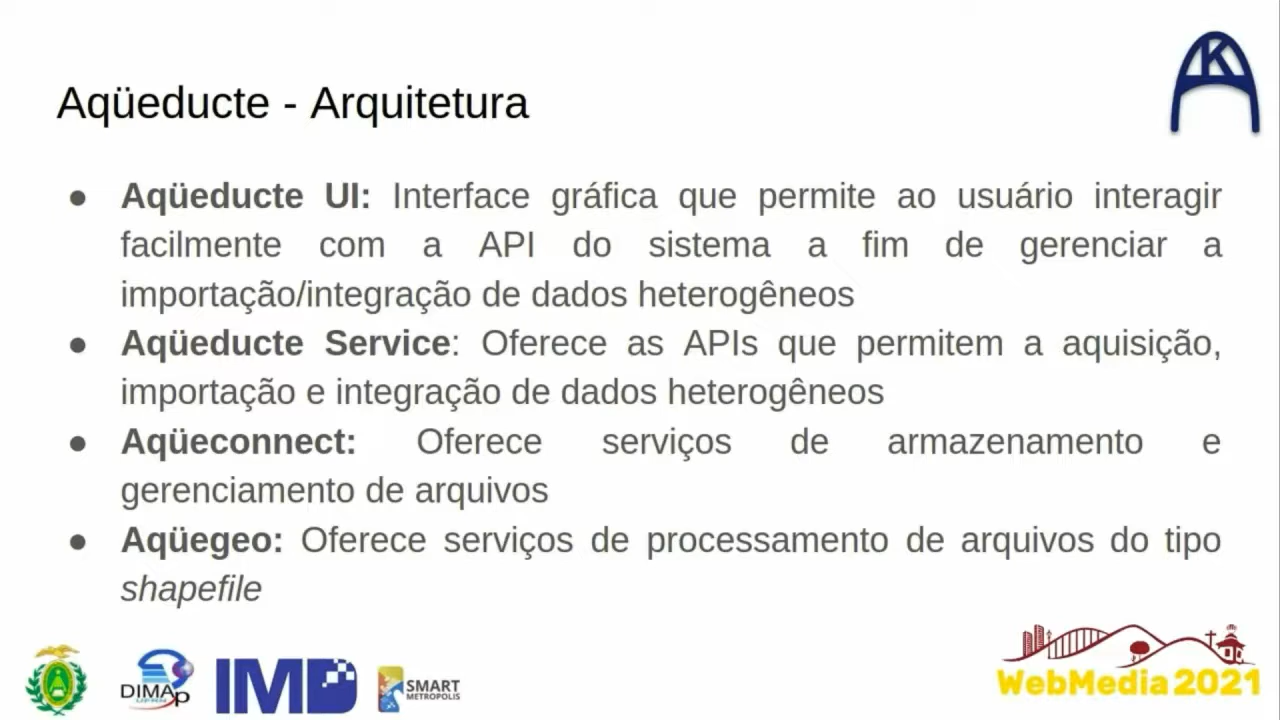 Aqüeducte - Arquitetura
● Aqüeducte UI: Interface gráfica que permite ao usuário interagir
facilmente com a API do sistema a fim de gerenciar a
importação/integração de dados heterogêneos
● Aqüeducte Service: Oferece as APIs que permitem a aquisição,
importação e integração de dados heterogêneos
● Aqüeconnect: Oferece serviços de armazenamento e
gerenciamento de arquivos
● Aqüegeo: Oferece serviços de processamento de arquivos do tipo
shapefile
DIMAp
IMD
SMART
METROPOLIS
WebMedia 2021